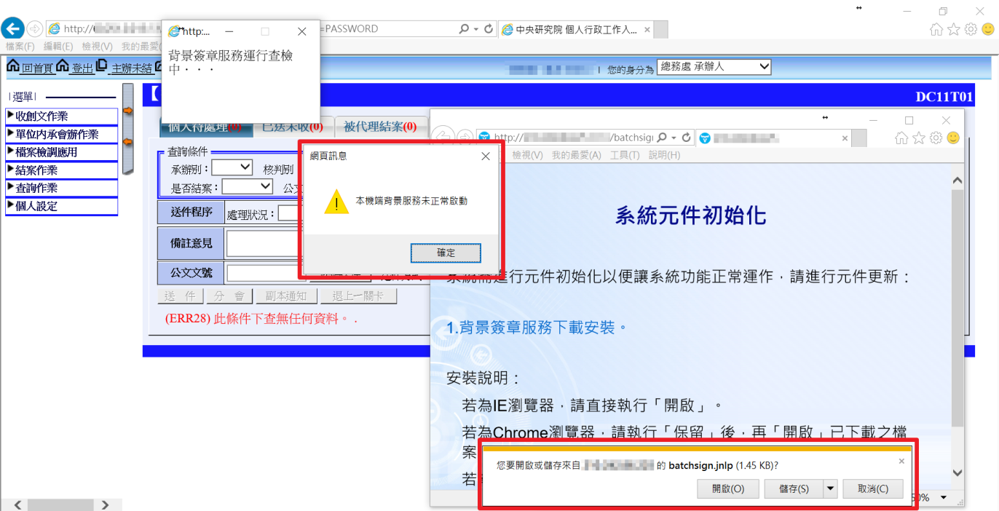 http://
=PASSWORD
中央研究院 個人行政工作入...
檔案(F) 編輯(E) 檢視(V) 我的最愛(
http:...
背景簽章服務運行查檢
中...
回首頁 登出 主辦未結
您的身分為 總務處 承辦人
|選單|
收創文作業
單位內承會辦作業
檔案檢調應用
結案作業
查詢作業
個人設定
【
DC11T01
個人待處理(0) 已送未收(0) 被代理結案(0)
查詢條件
承辦別: 核判別
是否結案: 公文
送件程序 處理狀況:
備註意見
公文文號
送 件 分 會 副本通知 退上一關卡
(ERR28) 此條件下查無任何資料。.
網頁訊息
本機端背景服務未正常啟動
確定
http:// /batchsig
檢視(V) 我的最愛(A) 工具(T) 說明(H)
系統元件初始化
系統需進行元件初始化以便讓系統功能正常運作,請進行元件更新:
1.背景簽章服務下載安裝。
安裝說明:
若為IE瀏覽器,請直接執行「開啟」。
若為Chrome瀏覽器,請執行「保留」後,再「開啟」已下載之檔
案
若
您要開啟或儲存來自 的 batchsign.jnlp (1.45 KB)?
開啟(O) 儲存(S) 取消(C)
50%